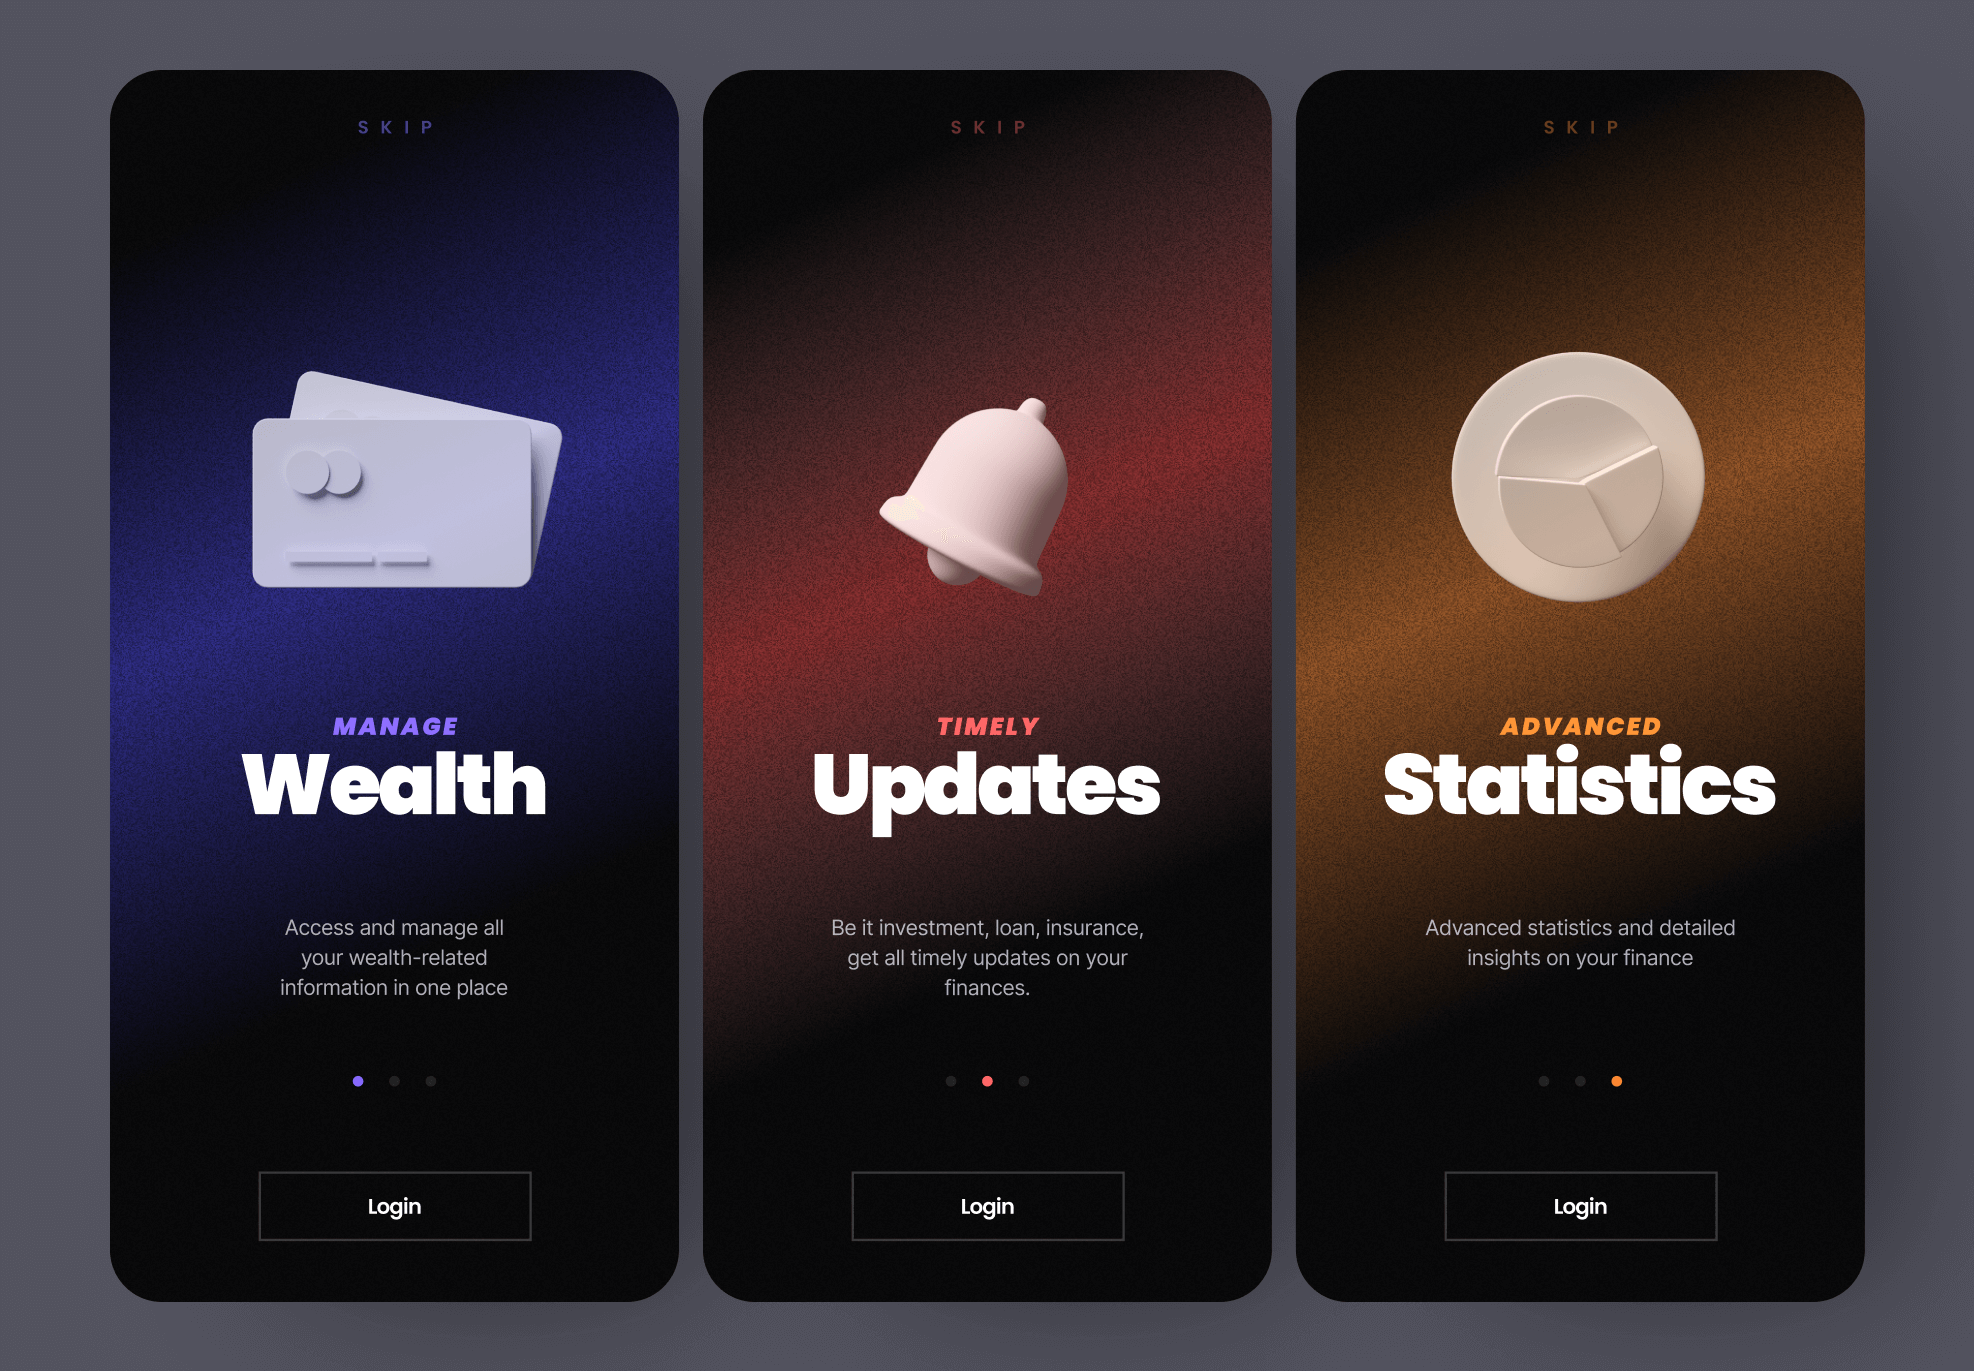 SKIP
MANAGE
Wealth
Access and manage all
your wealth-related
information in one place
Login
SKIP
TIMELY
Updates
Be it investment, loan, insurance,
get all timely updates on your
finances.
Login
SKIP
ADVANCED
Statistics
Advanced statistics and detailed
insights on your finance
Login